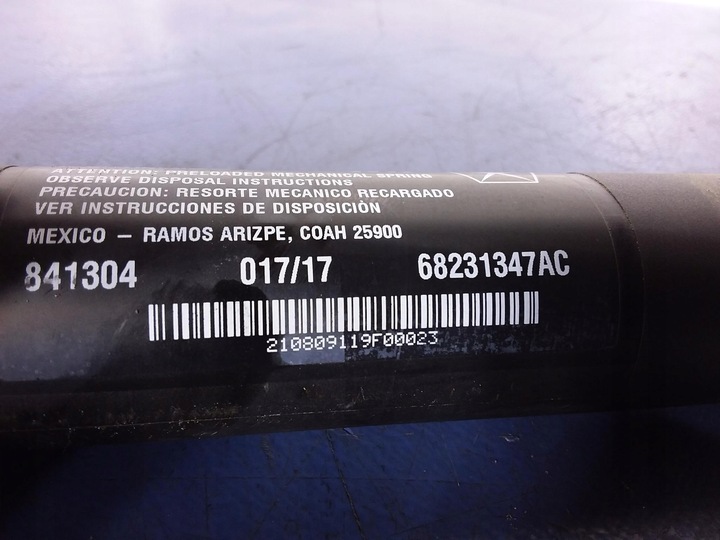 ATTENTION: PRELOADED MECHANICAL SPRING
OBSERVE DISPOSAL INSTRUCTIONS
PRECAUCION: RESORTE MECANICO RECARGADO
VER INSTRUCCIONES DE DISPOSICIÒN
MEXICO – RAMOS ARIZPE, COAH 25900
841304 017/17 68231347AC
210809119F00023